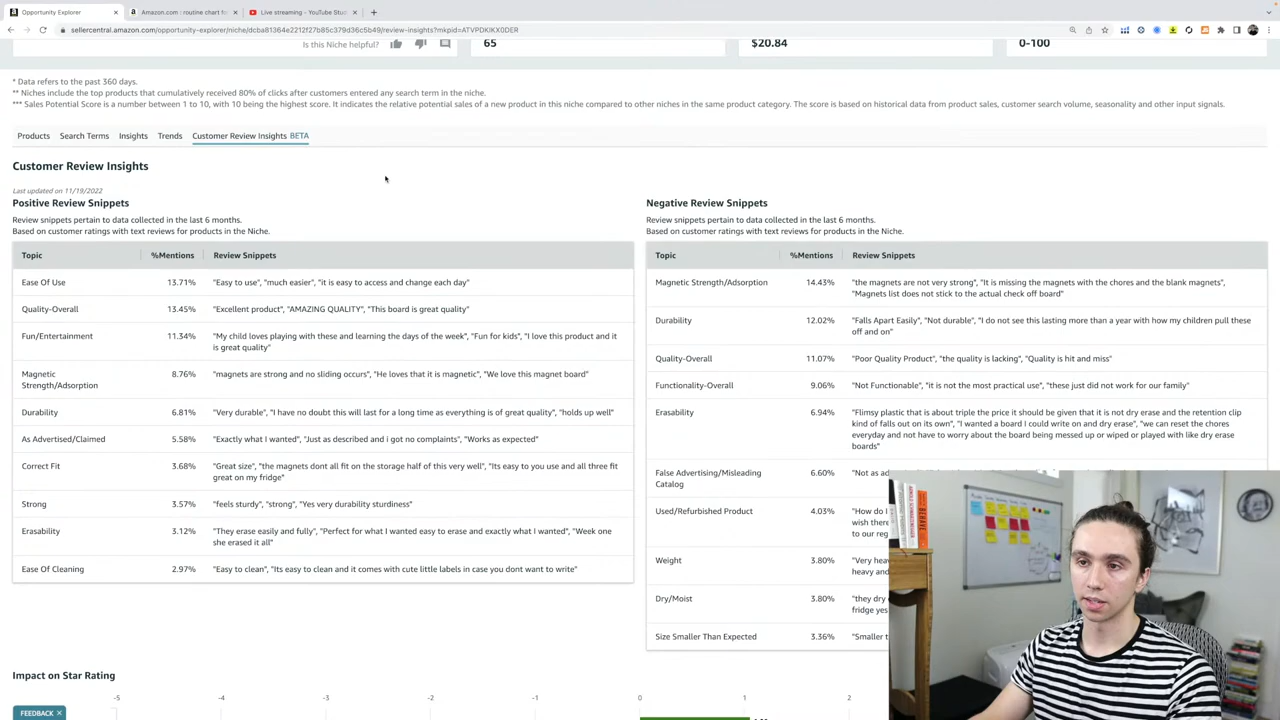 Opportunity Explorer
Amazon.com : routine chart for
Live streaming - YouTube Stud
sellercentral.amazon.com/opportunity-explorer/niche/dcba81364e2212f27b85c379d36c5b49/review-insights?mkpid=ATVPDKIKX0DER
Is this Niche helpful?
65
$20.84
0-100
* Data refers to the past 360 days.
** Niches include the top products that cumulatively received 80% of clicks after customers entered any search term in the niche.
*** Sales Potential Score is a number between 1 to 10, with 10 being the highest score. It indicates the relative potential sales of a new product in this niche compared to other niches in the same product category. The score is based on historical data from product sales, customer search volume, seasonality and other input signals.
Products Search Terms Insights Trends Customer Review Insights BETA
Customer Review Insights
Last updated on 11/19/2022
Positive Review Snippets
Review snippets pertain to data collected in the last 6 months.
Based on customer ratings with text reviews for products in the Niche.
Topic %Mentions Review Snippets
Ease Of Use 13.71% "Easy to use", "much easier", "it is easy to access and change each day"
Quality-Overall 13.45% "Excellent product", "AMAZING QUALITY", "This board is great quality"
Fun/Entertainment 11.34% "My child loves playing with these and learning the days of the week", "Fun for kids", "I love this product and it
is great quality"
Magnetic 8.76% "magnets are strong and no sliding occurs", "He loves that it is magnetic", "We love this magnet board"
Strength/Adsorption
Durability 6.81% "Very durable", "I have no doubt this will last for a long time as everything is of great quality", "holds up well"
As Advertised/Claimed 5.58% "Exactly what I wanted", "Just as described and i got no complaints", "Works as expected"
Correct Fit 3.68% "Great size", "the magnets dont all fit on the storage half of this very well", "Its easy to you use and all three fit
great on my fridge"
Strong 3.57% "feels sturdy", "strong", "Yes very durability sturdiness"
Erasability 3.12% "They erase easily and fully", "Perfect for what I wanted easy to erase and exactly what I wanted", "Week one
she erased it all"
Ease Of Cleaning 2.97% "Easy to clean", "Its easy to clean and it comes with cute little labels in case you dont want to write"
Negative Review Snippets
Review snippets pertain to data collected in the last 6 months.
Based on customer ratings with text reviews for products in the Niche.
Topic %Mentions Review Snippets
Magnetic Strength/Adsorption 14.43% "the magnets are not very strong", "It is missing the magnets with the chores and the blank magnets",
"Magnets list does not stick to the actual check off board"
Durability 12.02% "Falls Apart Easily", "Not durable", "I do not see this lasting more than a year with how my children pull these
off and on"
Quality-Overall 11.07% "Poor Quality Product", "the quality is lacking", "Quality is hit and miss"
Functionality-Overall 9.06% "Not Functionable", "it is not the most practical use", "these just did not work for our family"
Erasability 6.94% "Flimsy plastic that is about triple the price it should be given that it is not dry erase and the retention clip
kind of falls out on its own", "I wanted a board I could write on and dry erase", "we can reset the chores
everyday and not have to worry about the board being messed up or wiped or played with like dry erase
boards"
False Advertising/Misleading 6.60% "Not as ad
Catalog
Used/Refurbished Product 4.03% "How do I
wish there
to our reg
Weight 3.80% "Very heav
heavy and
Dry/Moist 3.80% "they dry
fridge yes
Size Smaller Than Expected 3.36% "Smaller t
Impact on Star Rating
-5 -4 -3 -2 -1 0 1 2
FEEDBACK